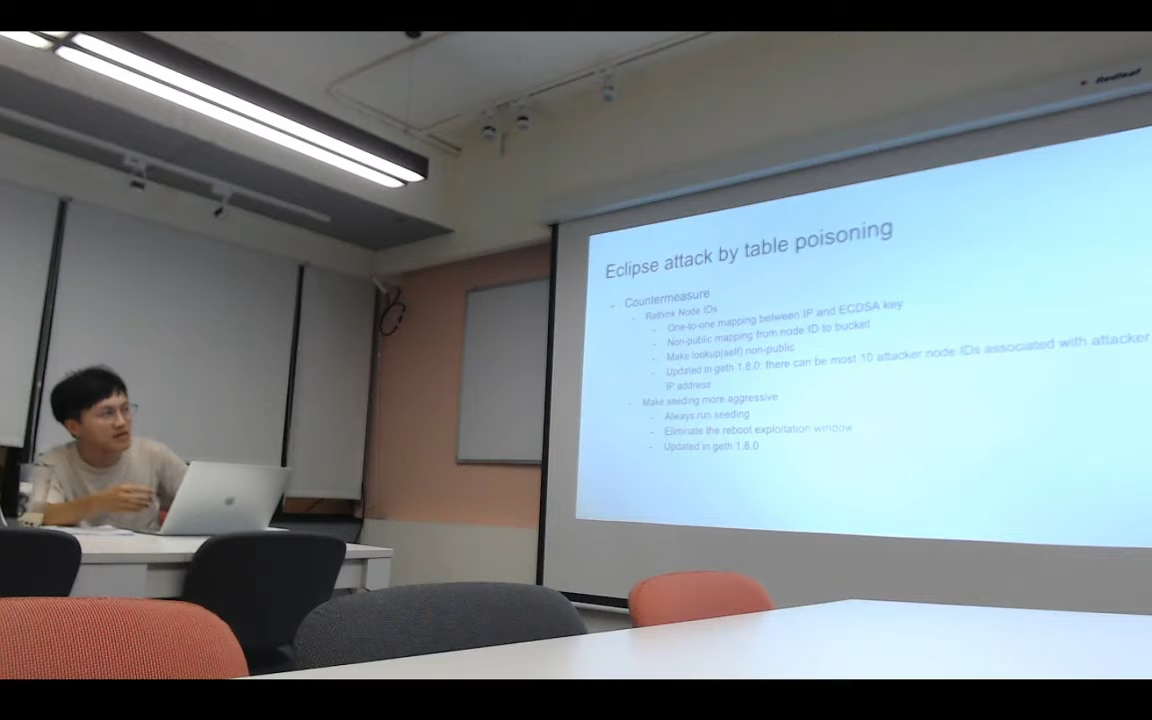 Redleaf
Eclipse attack by table poisoning
- Countermeasure
- Rethink Node IDs
- One-to-one mapping between IP and ECDSA key
- Non-public mapping from node ID to bucket
- Make lookup(self) non-public
- Updated in geth 1.8.0: there can be most 10 attacker node IDs associated with attacker
IP address
- Make seeding more aggressive
- Always run seeding
- Eliminate the reboot exploitation window
- Updated in geth 1.8.0